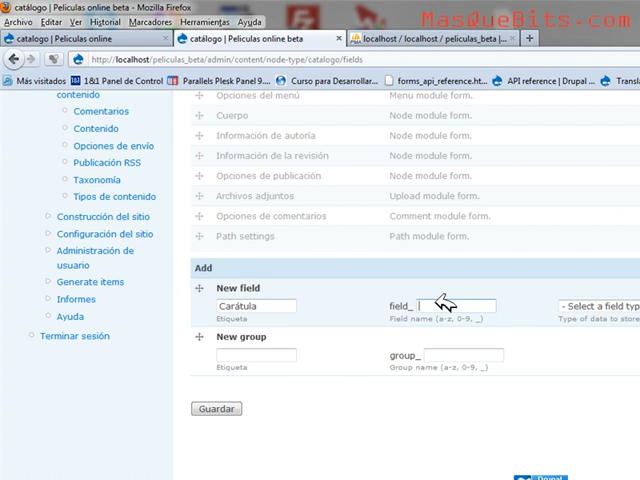 catálogo | Peliculas online beta - Mozilla Firefox
MasQueBits.com
Archivo Editar Ver Historial Marcadores Herramientas Ayuda
catálogo | Peliculas online
catálogo | Peliculas online beta
localhost / localhost / peliculas_beta |...
http://localhost/peliculas_beta/admin/content/node-type/catalogo/fields
Más visitados 1&1 Panel de Control Parallels Plesk Panel 9.... Curso para Desarrollar... forms_api_reference.ht... API reference | Drupal ... Transla
contenido
Comentarios
Contenido
Opciones de envío
Publicación RSS
Taxonomía
Tipos de contenido
Construcción del sitio
Configuración del sitio
Administración de
usuario
Generate items
Informes
Ayuda
Terminar sesión
Opciones del menú Menu module form.
Cuerpo Node module form.
Información de autoría Node module form.
Información de la revisión Node module form.
Opciones de publicación Node module form.
Archivos adjuntos Upload module form.
Opciones de comentarios Comment module form.
Path settings Path module form.
Add
New field
Carátula field_ - Select a field typ
Etiqueta Field name (a-z, 0-9, _) Type of data to store
New group
group_
Etiqueta Group name (a-z, 0-9, _)
Guardar
Drupal